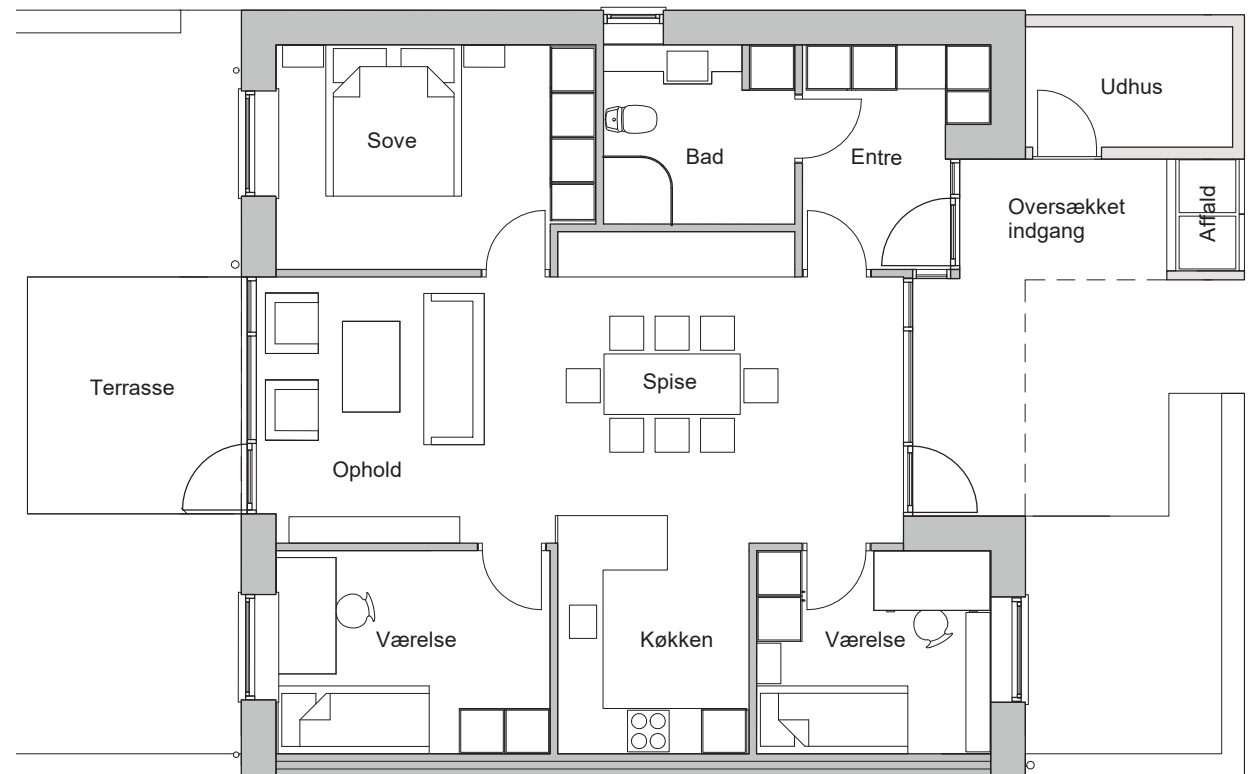 Udhus
Sove
Bad
Entre
Oversækket
indgang
Affald
Terrasse
Spise
Ophold
Værelse
Køkken
Værelse